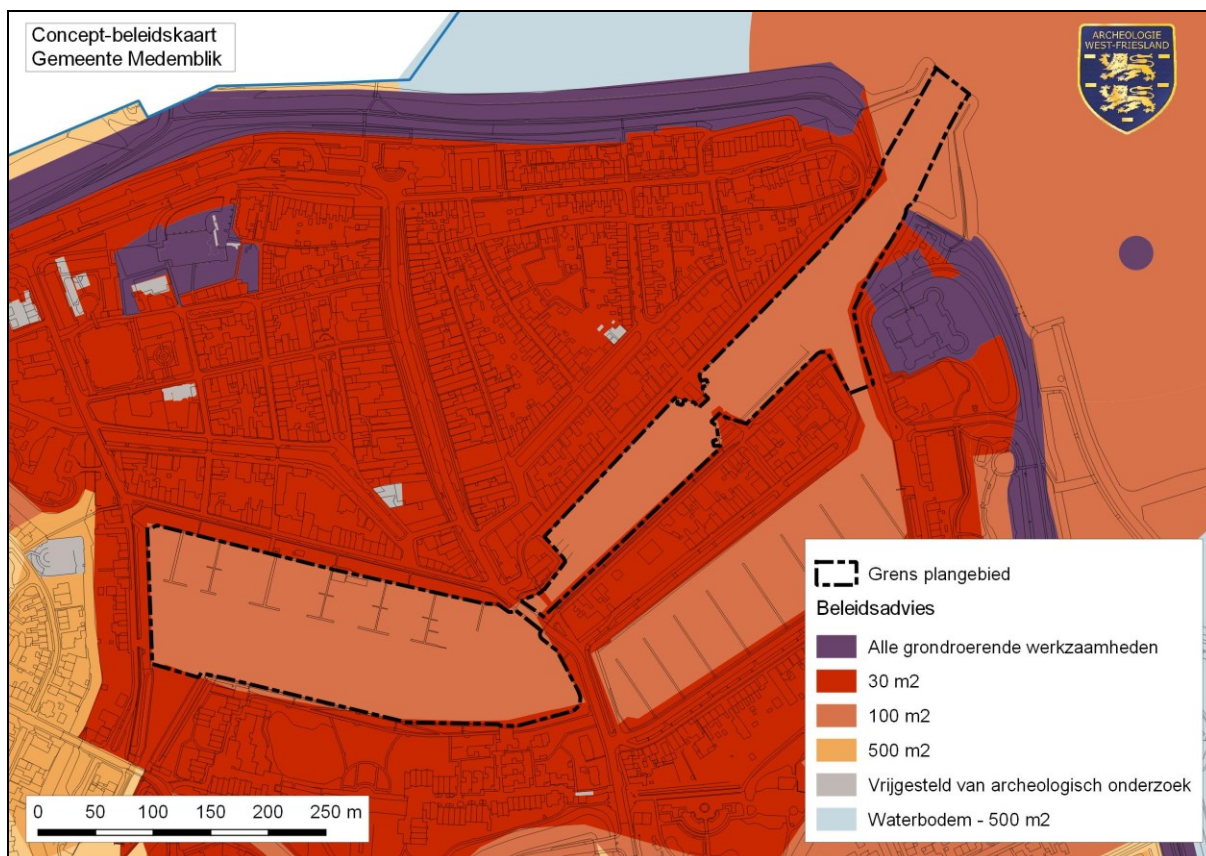 Concept-beleidskaart
Gemeente Medemblik
ARCHEOLOGIE
WEST-FRIESLAND
Grens plangebied
Beleidsadvies
Alle grondroerende werkzaamheden
30 m2
100 m2
500 m2
Vrijgesteld van archeologisch onderzoek
Waterbodem - 500 m2
0 50 100 150 200 250 m